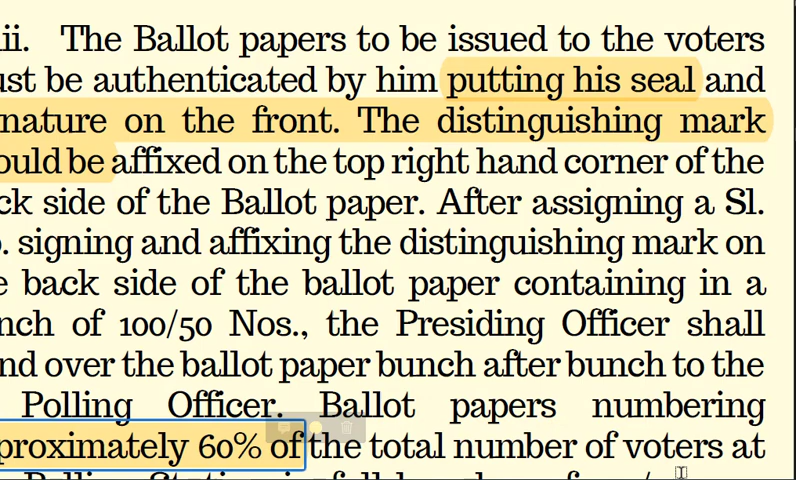 ii. The Ballot papers to be issued to the voters
ust be authenticated by him putting his seal and
nature on the front. The distinguishing mark
ould be affixed on the top right hand corner of the
ck side of the Ballot paper. After assigning a Sl.
. signing and affixing the distinguishing mark on
e back side of the ballot paper containing in a
nch of 100/50 Nos., the Presiding Officer shall
nd over the ballot paper bunch after bunch to the
Polling Officer. Ballot papers numbering
proximately 60% of the total number of voters at